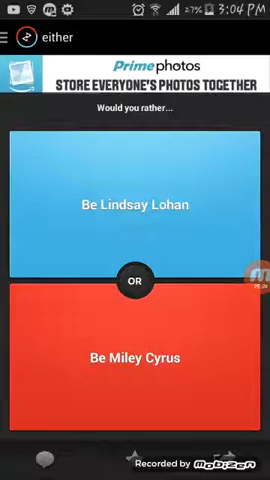 27% 3:04 PM
either
Prime photos
STORE EVERYONE'S PHOTOS TOGETHER
Would you rather...
Be Lindsay Lohan
OR
Be Miley Cyrus
Recorded by Mobizen